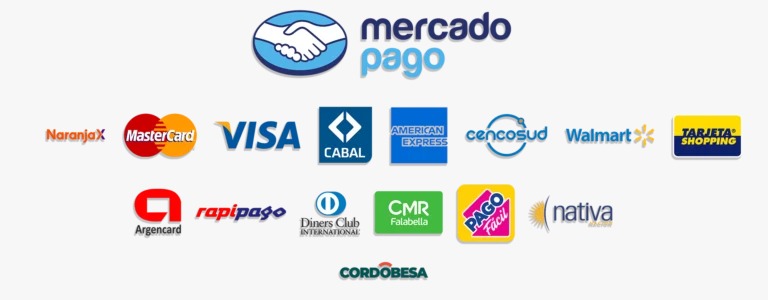 mercado
pago
NaranjaX
MasterCard
VISA
CABAL
AMERICAN
EXPRESS
cencosud
Walmart
TARJETA
SHOPPING
Argencard
rapipago
Diners Club
INTERNATIONAL
CMR
Falabella
PAGO
Fácil
nativa
CORDOBESA